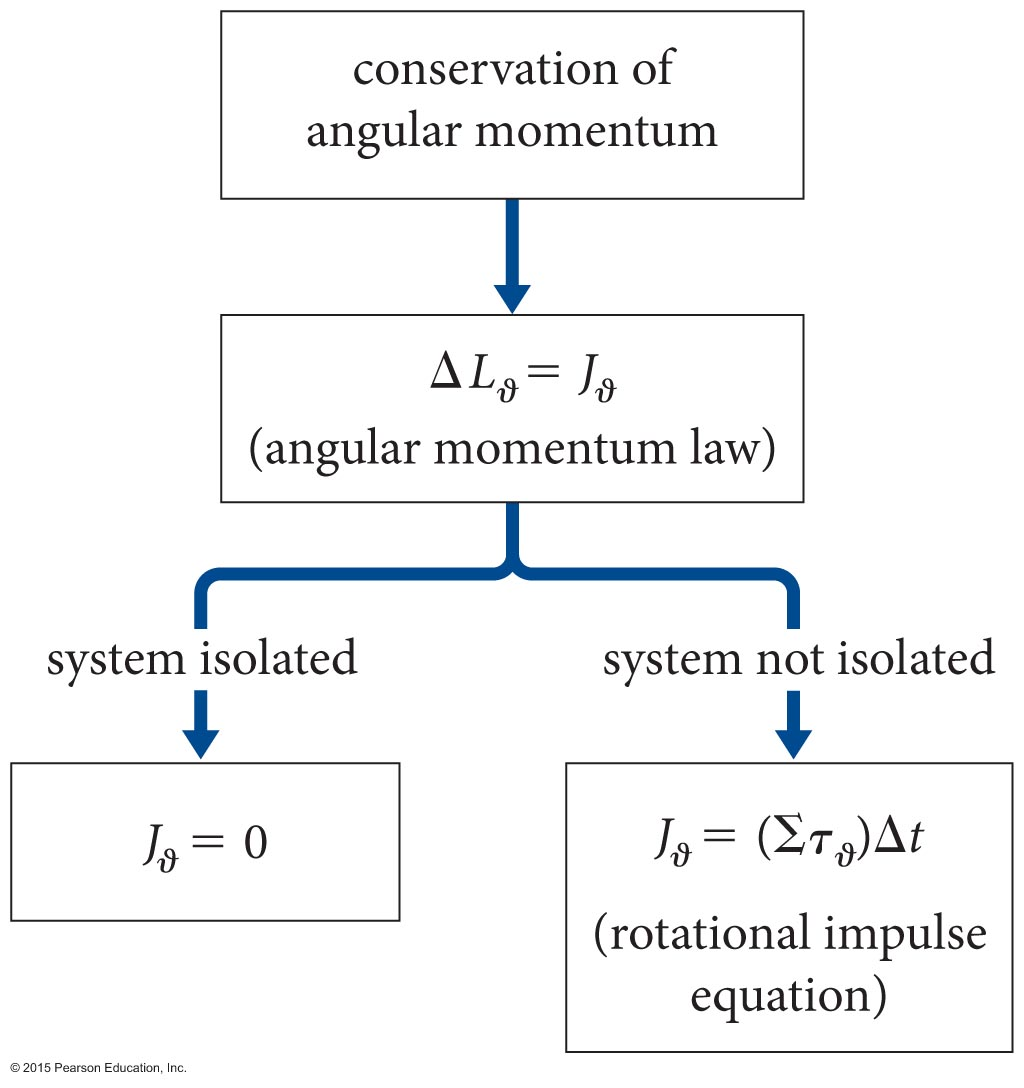 conservation of
angular momentum
ΔL_ϑ = J_ϑ
(angular momentum law)
system isolated
system not isolated
J_ϑ = 0
J_ϑ = (Στ_ϑ)Δt
(rotational impulse
equation)
© 2015 Pearson Education, Inc.